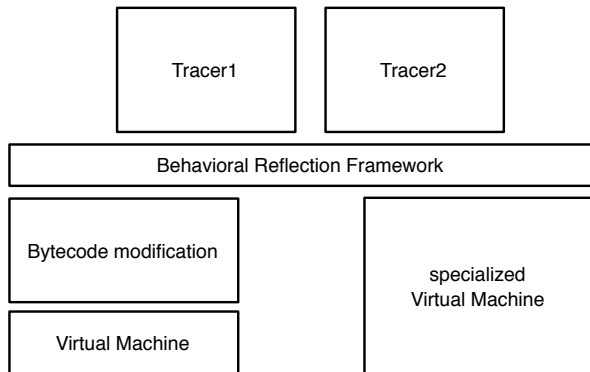 Tracer1
Tracer2
Behavioral Reflection Framework
Bytecode modification
specialized
Virtual Machine
Virtual Machine